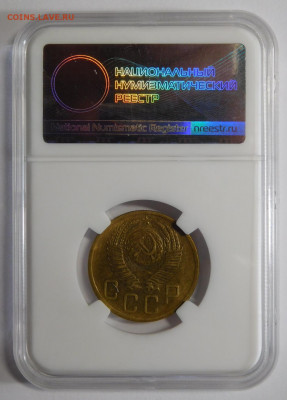 COINS-LAVE.RU
НАЦИОНАЛЬНЫЙ
НУМИЗМАТИЧЕСКИЙ
РЕЕСТР
National Numismatic Register nreestr.ru
СССР